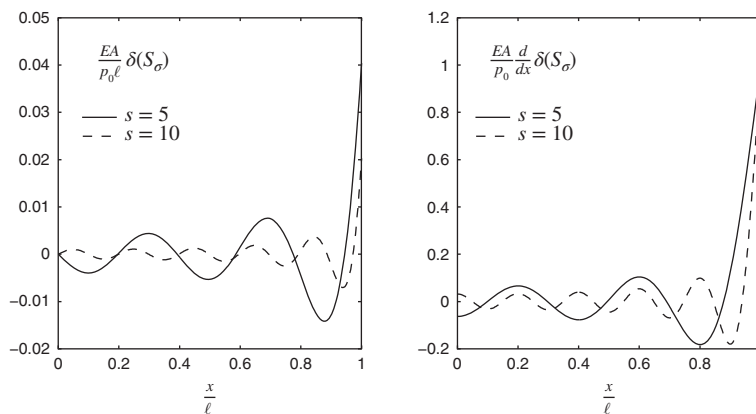 0.05
0.04
0.03
0.02
0.01
0
−0.01
−0.02
EA/p₀ℓ δ(S_σ)
s = 5
s = 10
0 0.2 0.4 0.6 0.8 1
x/ℓ
1.2
1
0.8
0.6
0.4
0.2
0
−0.2
EA/p₀ d/dx δ(S_σ)
s = 5
s = 10
0 0.2 0.4 0.6 0.8
x/ℓ